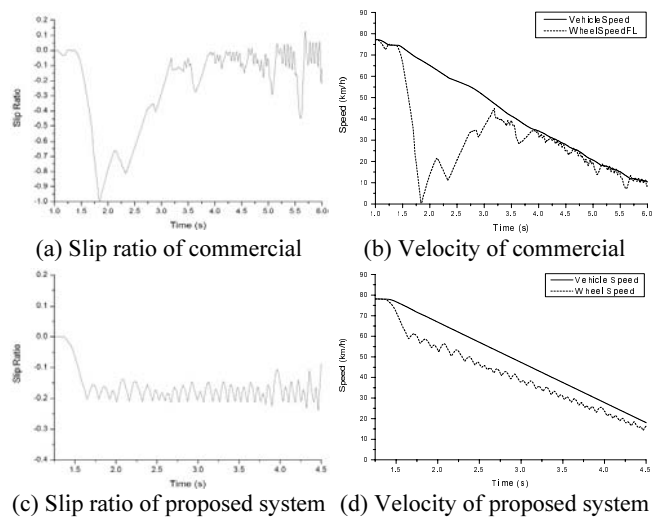 0.2
0.1
0.0
-0.1
-0.2
-0.3
-0.4
-0.5
-0.6
-0.7
-0.8
-0.9
-1.0
Slip Ratio
1.0 1.5 2.0 2.5 3.0 3.5 4.0 4.5 5.0 5.5 6.0
Time (s)
(a) Slip ratio of commercial
VehicleSpeed
WheelSpeedFL
90
80
70
60
50
40
30
20
10
0
Speed (km/h)
1.0 1.5 2.0 2.5 3.0 3.5 4.0 4.5 5.0 5.5 6.0
Time (s)
(b) Velocity of commercial
0.2
0.1
0.0
-0.1
-0.2
-0.3
-0.4
Slip Ratio
1.5 2.0 2.5 3.0 3.5 4.0 4.5
Time (s)
(c) Slip ratio of proposed system
Vehicle Speed
Wheel Speed
90
80
70
60
50
40
30
20
10
0
Speed (km/h)
1.5 2.0 2.5 3.0 3.5 4.0 4.5
Time (s)
(d) Velocity of proposed system